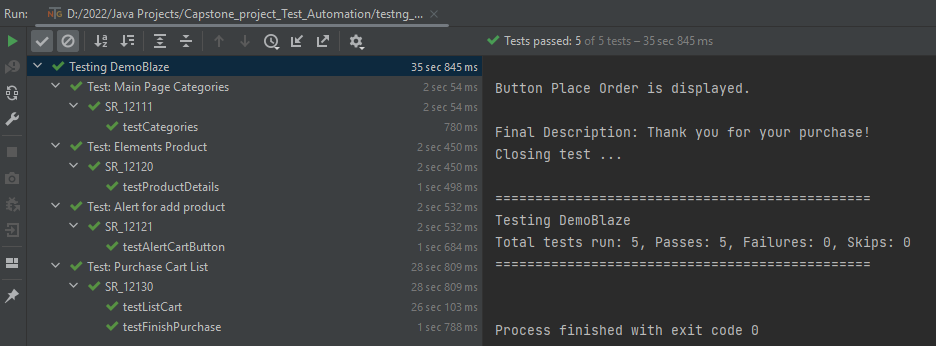 Run: D:/2022/Java Projects/Capstone_project_Test_Automation/testng_...
Tests passed: 5 of 5 tests – 35 sec 845 ms
Testing DemoBlaze 35 sec 845 ms
Test: Main Page Categories 2 sec 54 ms
SR_12111 2 sec 54 ms
testCategories 780 ms
Test: Elements Product 2 sec 450 ms
SR_12120 2 sec 450 ms
testProductDetails 1 sec 498 ms
Test: Alert for add product 2 sec 532 ms
SR_12121 2 sec 532 ms
testAlertCartButton 1 sec 684 ms
Test: Purchase Cart List 28 sec 809 ms
SR_12130 28 sec 809 ms
testListCart 26 sec 103 ms
testFinishPurchase 1 sec 788 ms
Button Place Order is displayed.
Final Description: Thank you for your purchase!
Closing test ...
===============================================
Testing DemoBlaze
Total tests run: 5, Passes: 5, Failures: 0, Skips: 0
===============================================
Process finished with exit code 0